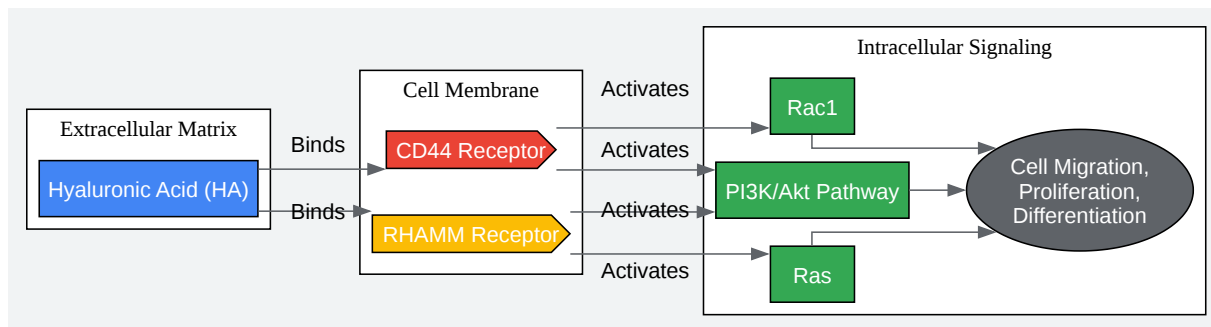 Extracellular Matrix
Hyaluronic Acid (HA)
Binds
Binds
Cell Membrane
CD44 Receptor
RHAMM Receptor
Activates
Activates
Activates
Activates
Intracellular Signaling
Rac1
PI3K/Akt Pathway
Ras
Cell Migration,
Proliferation,
Differentiation